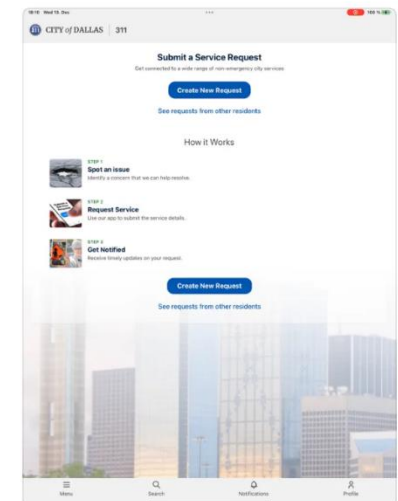 CITY of DALLAS 311
100 %
Submit a Service Request
Get connected to a wide range of non-emergency city services
Create New Request
See requests from other residents
How it Works
STEP 1
Spot an issue
Identify a concern that we can help resolve.
STEP 2
Request Service
Use our app to submit the service details.
Get Notified
Receive timely updates on your request.
Create New Request
See requests from other residents
Menu
Search
Notifications
Profile